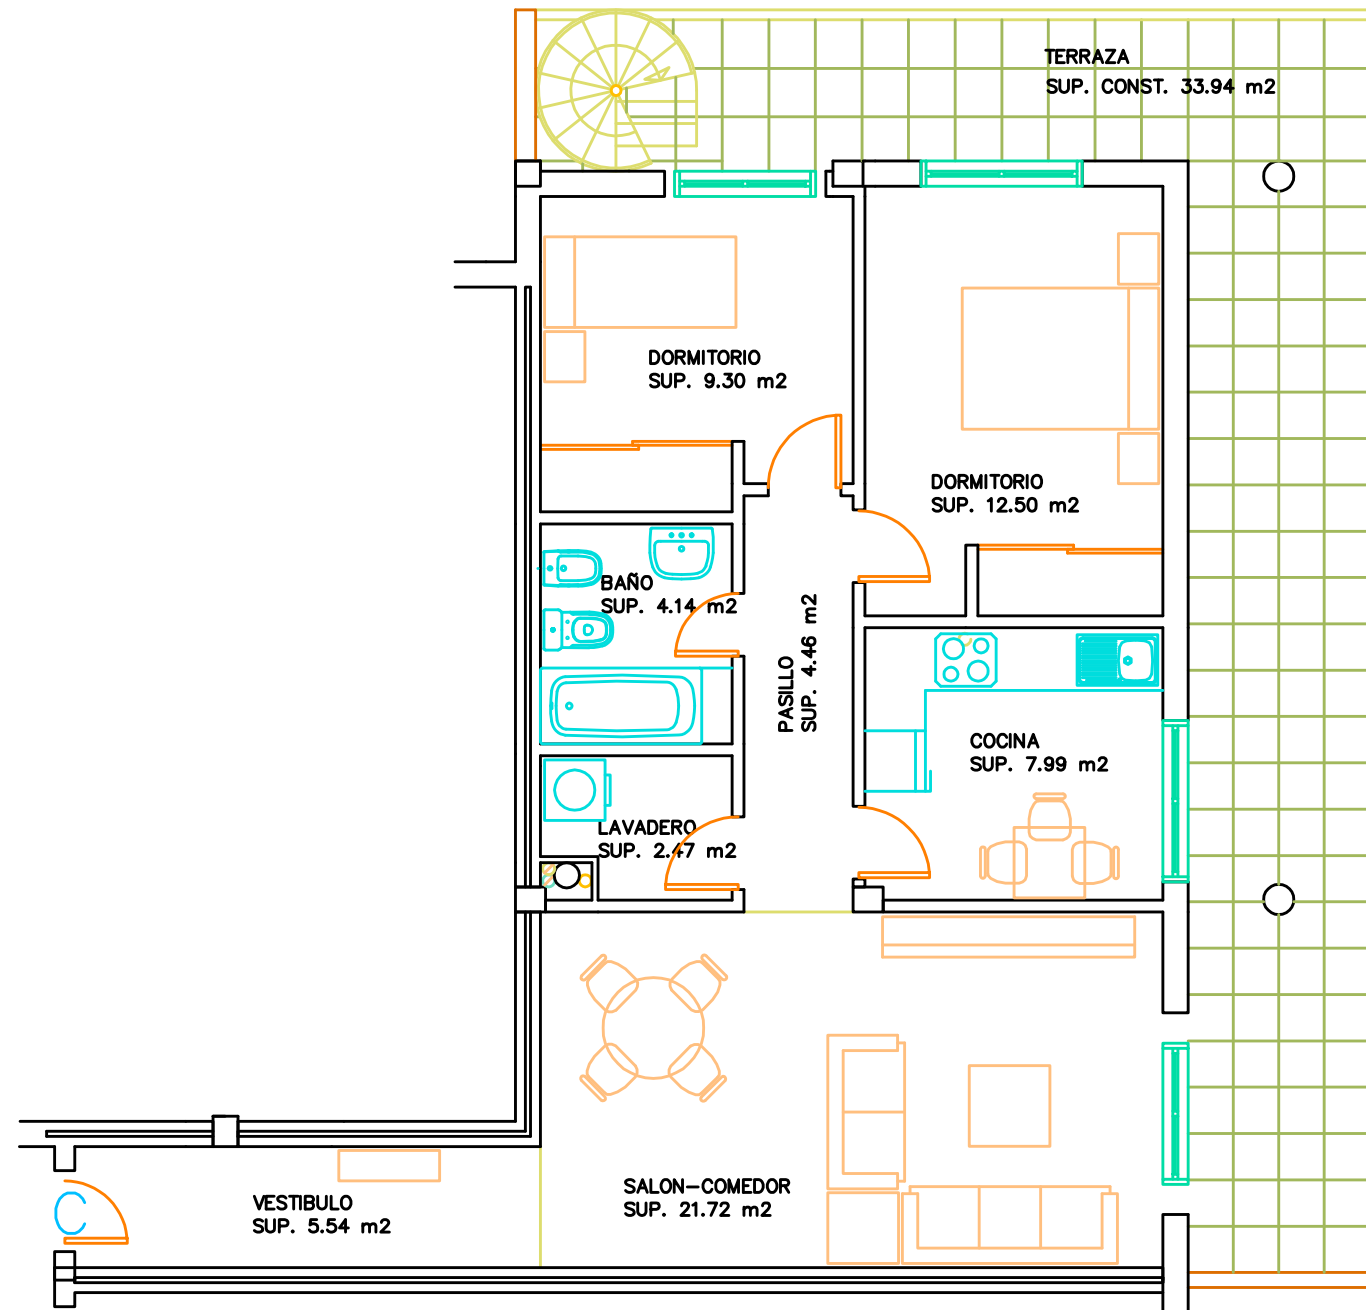 TERRAZA
SUP. CONST. 33.94 m2
DORMITORIO
SUP. 9.30 m2
DORMITORIO
SUP. 12.50 m2
BAÑO
SUP. 4.14 m2
PASILLO
SUP. 4.46 m2
COCINA
SUP. 7.99 m2
LAVADERO
SUP. 2.47 m2
SALON-COMEDOR
SUP. 21.72 m2
VESTIBULO
SUP. 5.54 m2
C